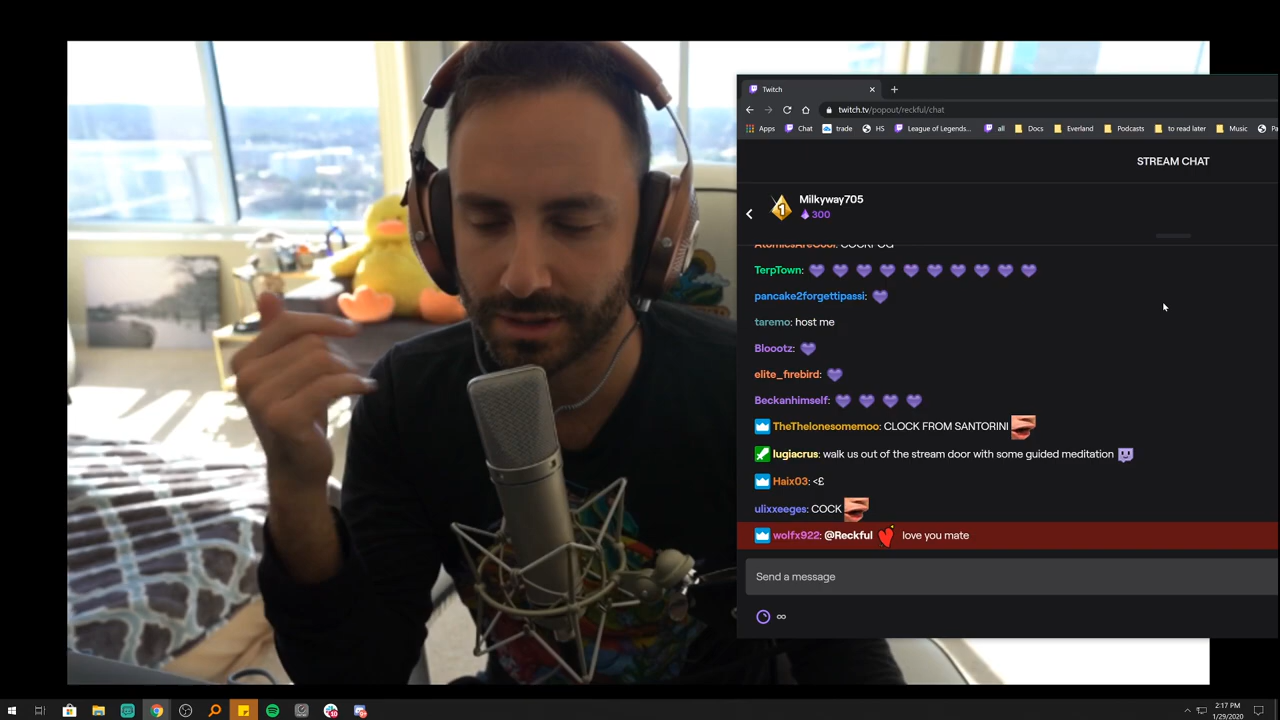 Twitch
twitch.tv/popout/reckful/chat
Apps Chat trade HS League of Legends... all Docs Everland Podcasts to read later Music
STREAM CHAT
1 Milkyway705
300
AtomicsAreCool:
TerpTown:
pancake2forgettipassi:
taremo: host me
Bloootz:
elite_firebird:
Beckanhimself:
TheThelonesomemoo: CLOCK FROM SANTORINI
lugiacrus: walk us out of the stream door with some guided meditation
Haix03: <£
ulixxeeges: COCK
wolfx922: @Reckful love you mate
Send a message
∞
2:17 PM
1/29/2020